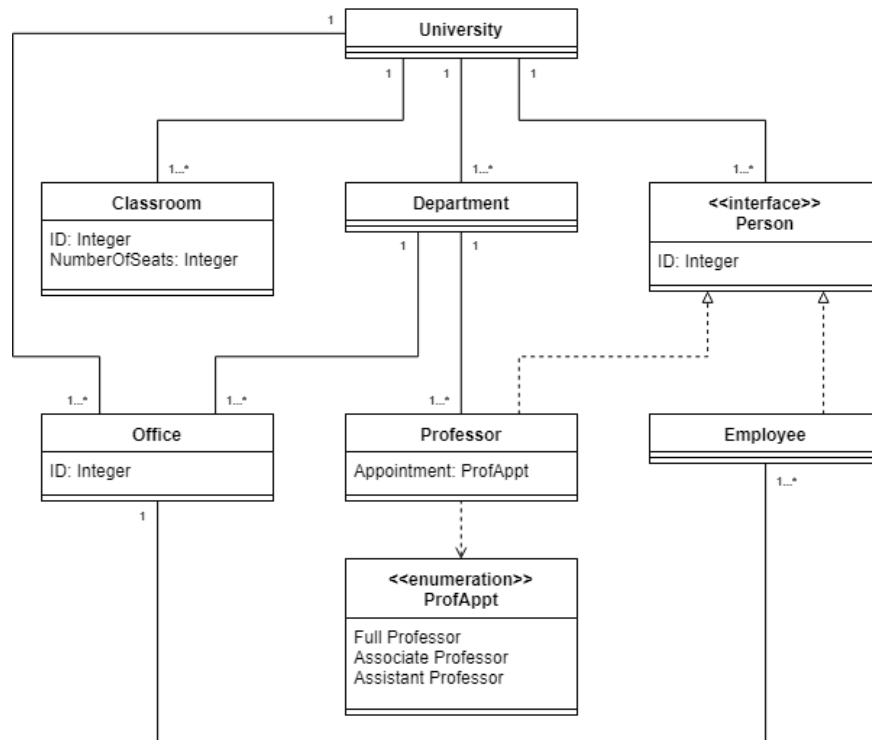 1
University
1
1
1
1...*
1...*
1...*
Classroom
ID: Integer
NumberOfSeats: Integer
Department
<<interface>>
Person
ID: Integer
1
1
1...*
1...*
1...*
Office
ID: Integer
Professor
Appointment: ProfAppt
Employee
1
1...*
<<enumeration>>
ProfAppt
Full Professor
Associate Professor
Assistant Professor